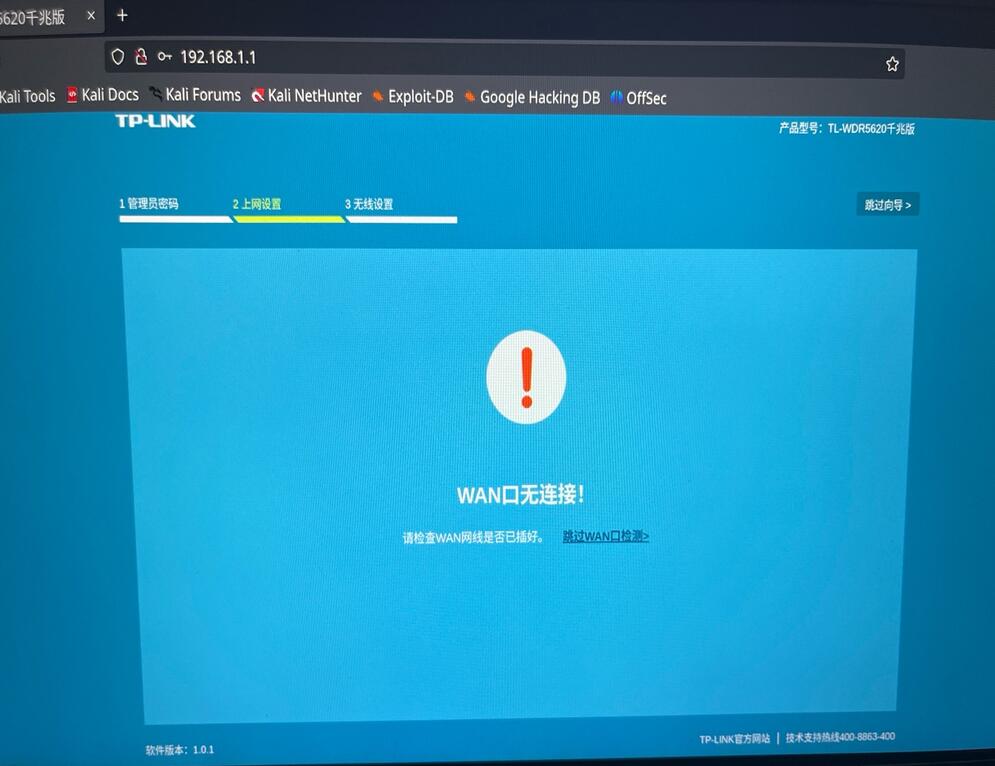 5620千兆版 × +
192.168.1.1
Kali Tools Kali Docs Kali Forums Kali NetHunter Exploit-DB Google Hacking DB OffSec
TP-LINK
产品型号：TL-WDR5620千兆版
1 管理员密码 2 上网设置 3 无线设置
跳过向导 >
WAN口无连接！
请检查WAN网线是否已插好。 跳过WAN口检测>
软件版本：1.0.1
TP-LINK官方网站 | 技术支持热线400-8863-400